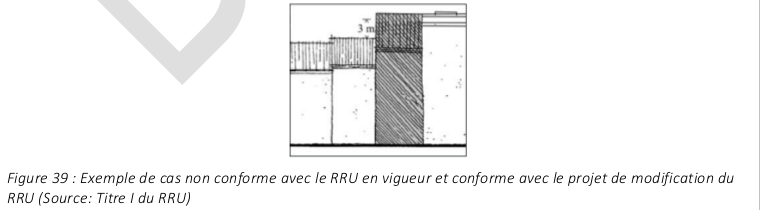 3 m
Figure 39 : Exemple de cas non conforme avec le RRU en vigueur et conforme avec le projet de modification du
RRU (Source: Titre I du RRU)